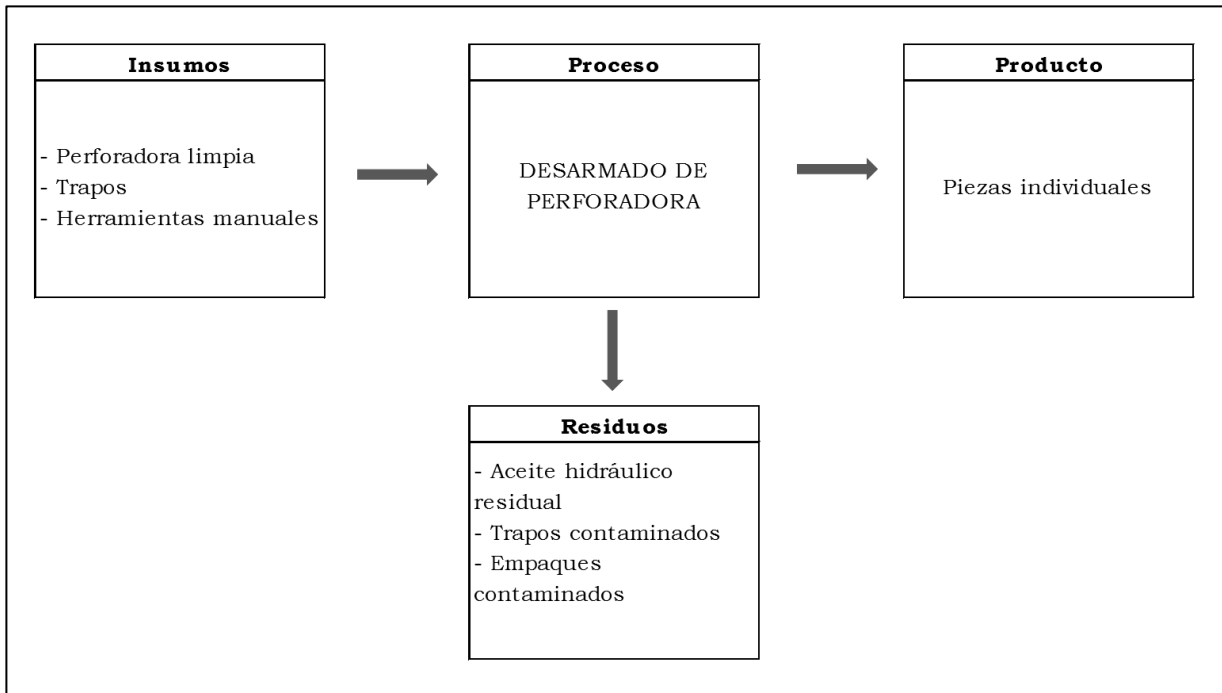 Insumos
- Perforadora limpia
- Trapos
- Herramientas manuales
Proceso
DESARMADO DE
PERFORADORA
Producto
Piezas individuales
Residuos
- Aceite hidráulico
residual
- Trapos contaminados
- Empaques
contaminados